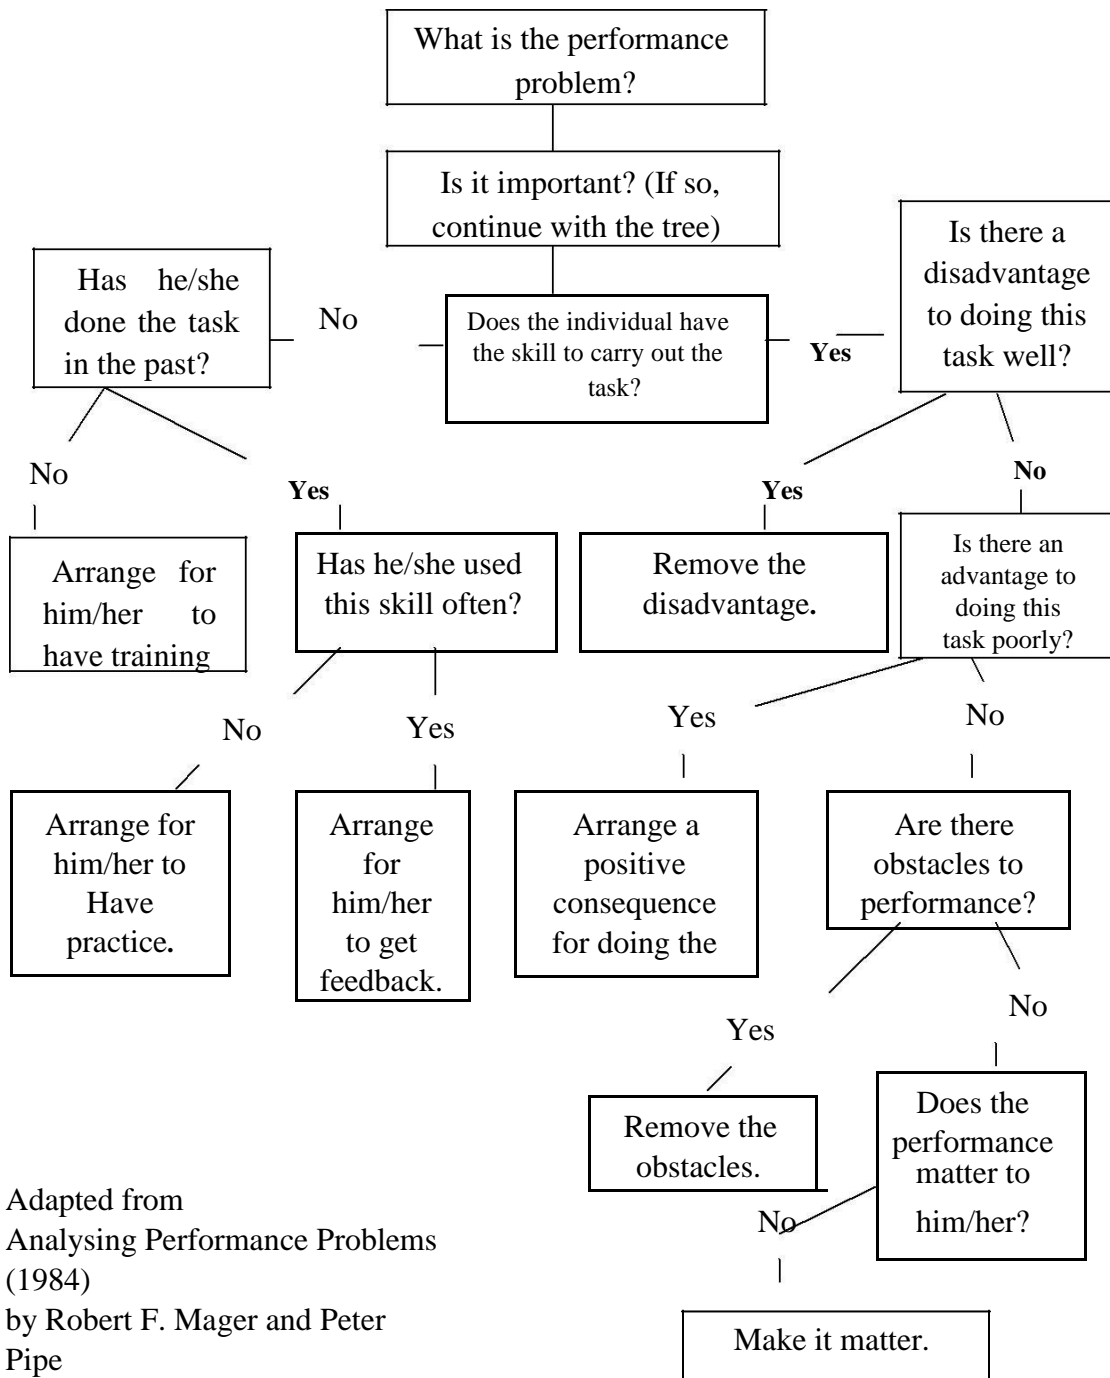 What is the performance
problem?
Is it important? (If so,
continue with the tree)
Is there a
disadvantage
to doing this
task well?
Has he/she
done the task
in the past?
No
Does the individual have
the skill to carry out the
task?
Yes
No
Yes
Yes
No
Arrange for
him/her to
have training
Has he/she used
this skill often?
Remove the
disadvantage.
Is there an
advantage to
doing this
task poorly?
No
Yes
Yes
No
Arrange for
him/her to
Have
practice.
Arrange
for
him/her
to get
feedback.
Arrange a
positive
consequence
for doing the
Are there
obstacles to
performance?
Yes
No
Remove the
obstacles.
Does the
performance
matter to
him/her?
No
Make it matter.
Adapted from
Analysing Performance Problems
(1984)
by Robert F. Mager and Peter
Pipe